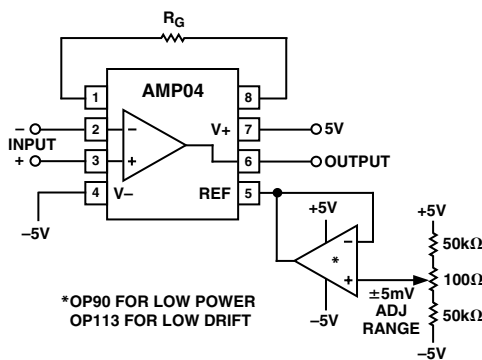 R_G
AMP04
1
8
– 2 – V+ 7 5V
INPUT
+ 3 + 6 OUTPUT
4 V– REF 5
–5V
+5V
–
*
+
–5V
+5V
50kΩ
100Ω
50kΩ
–5V
±5mV
ADJ
RANGE
*OP90 FOR LOW POWER
OP113 FOR LOW DRIFT